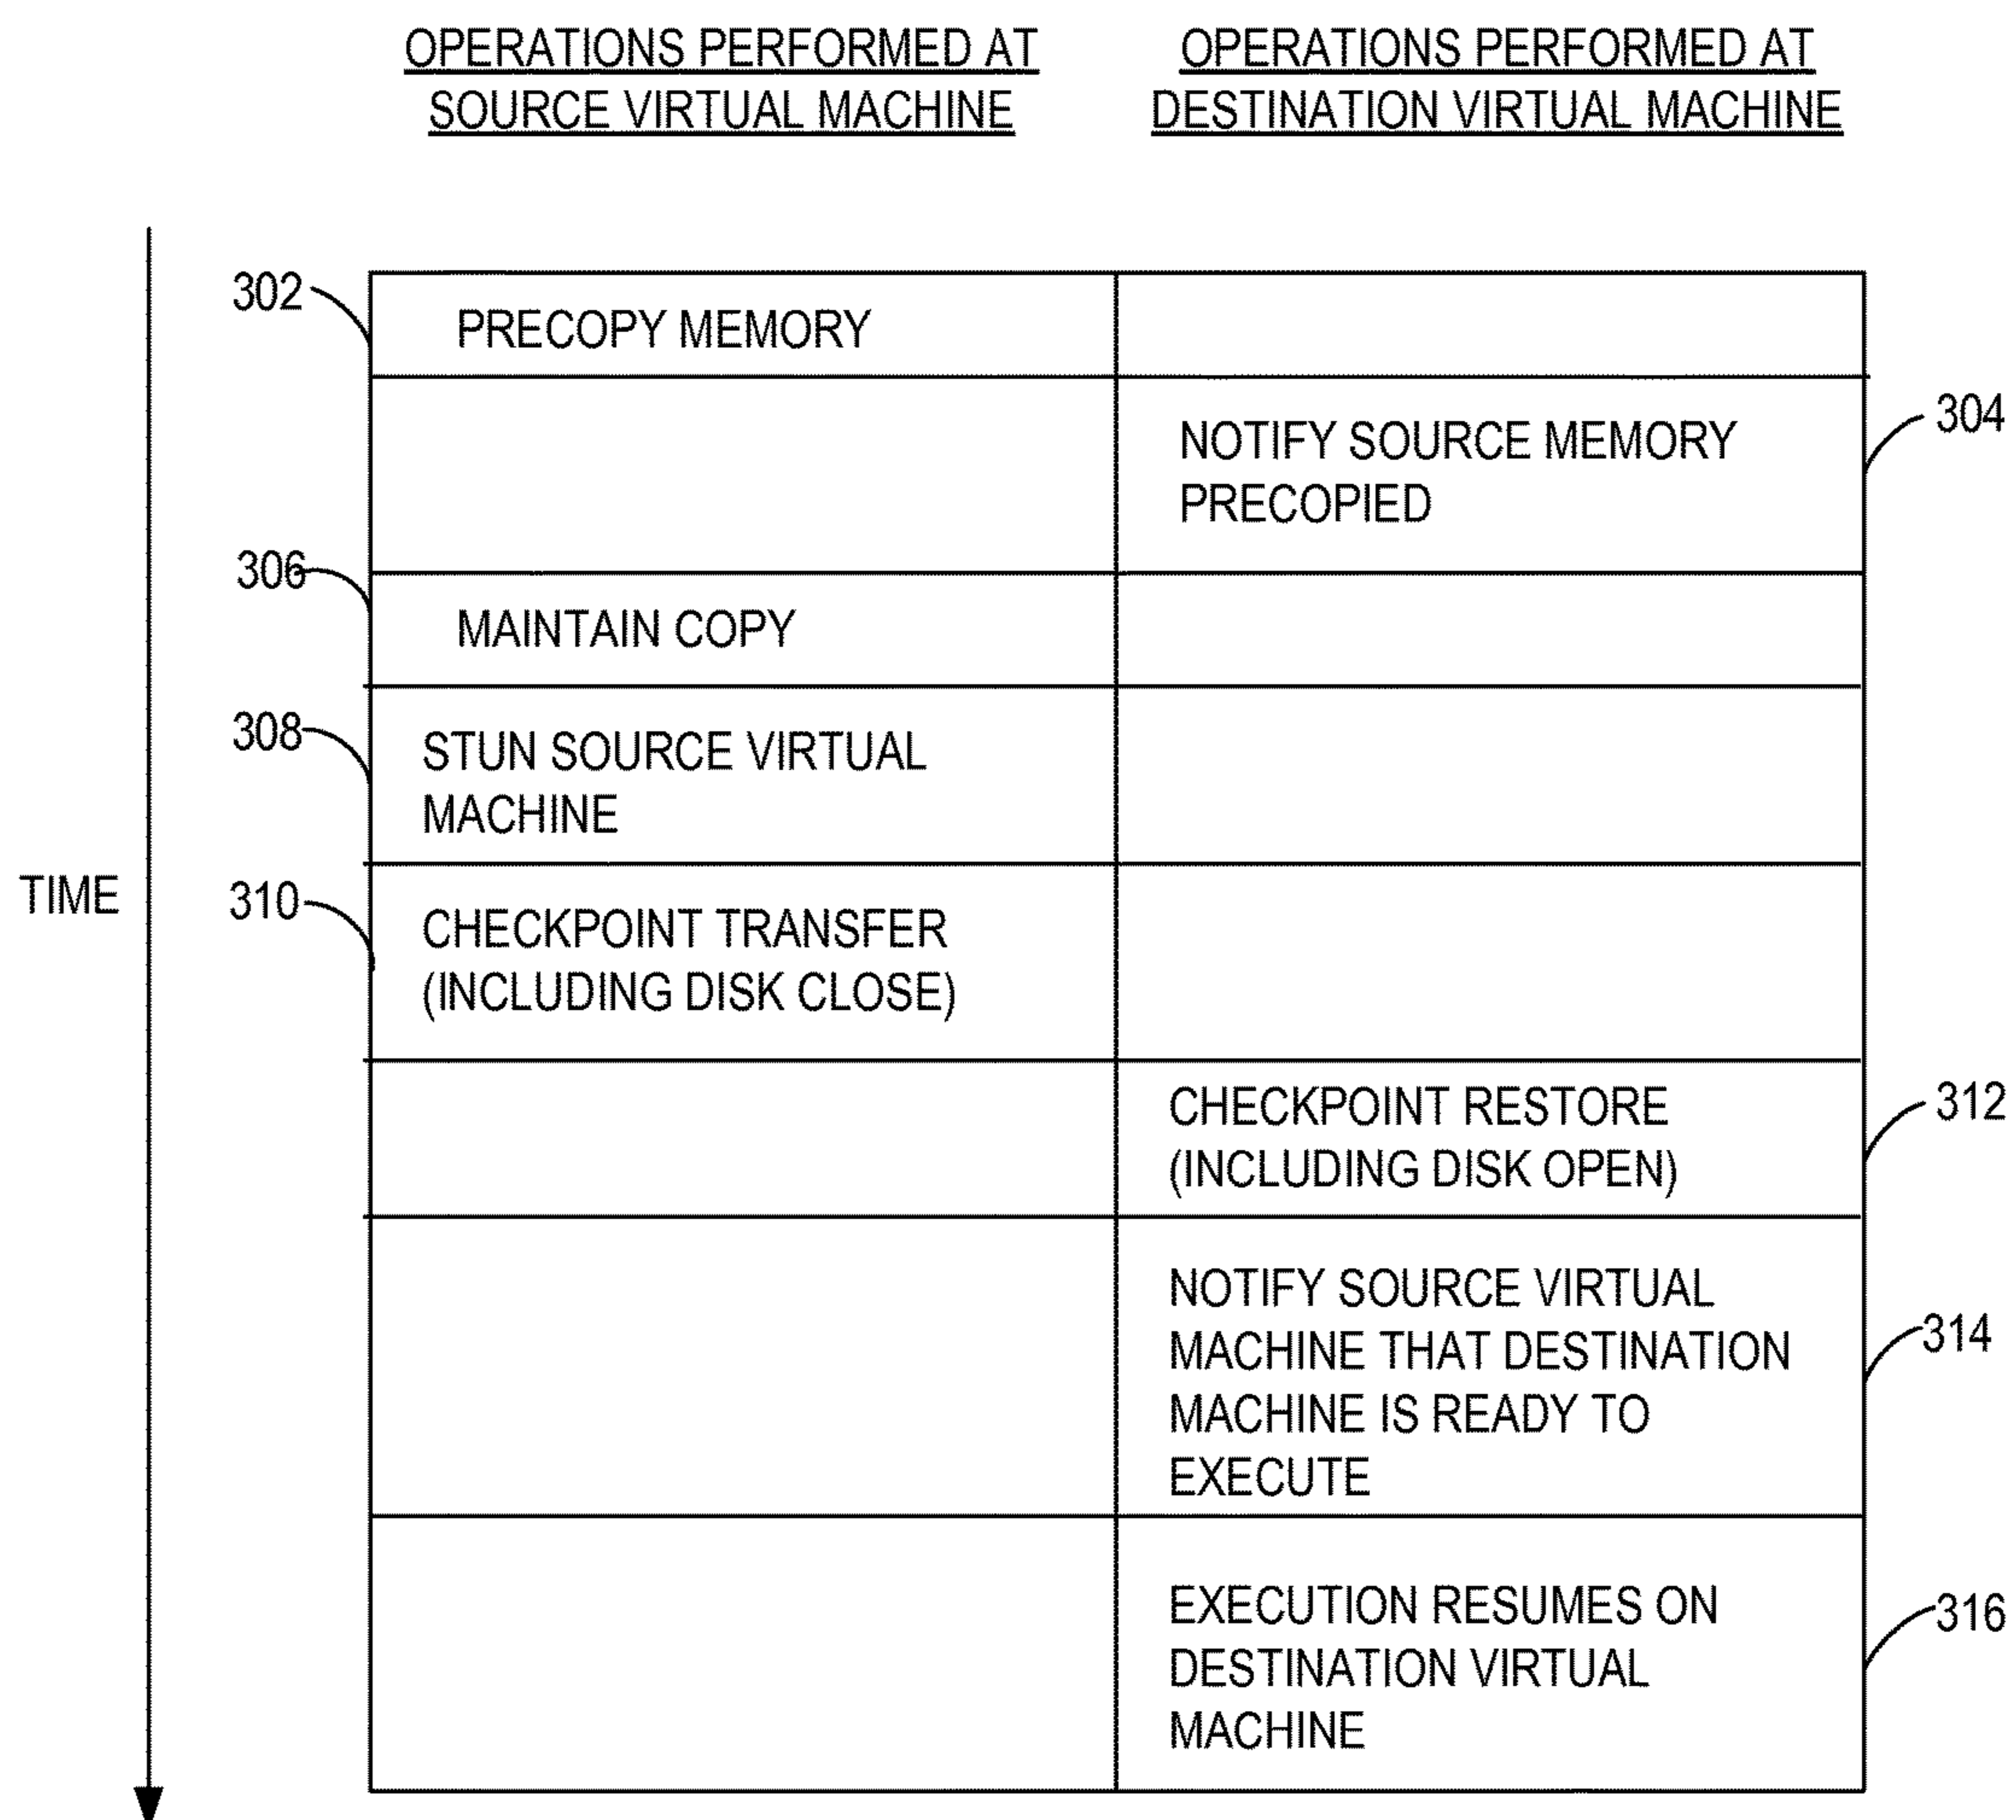 OPERATIONS PERFORMED AT
SOURCE VIRTUAL MACHINE
OPERATIONS PERFORMED AT
DESTINATION VIRTUAL MACHINE
302
PRECOPY MEMORY
304
NOTIFY SOURCE MEMORY
PRECOPIED
306
MAINTAIN COPY
308
STUN SOURCE VIRTUAL
MACHINE
TIME
310
CHECKPOINT TRANSFER
(INCLUDING DISK CLOSE)
CHECKPOINT RESTORE
(INCLUDING DISK OPEN)
312
NOTIFY SOURCE VIRTUAL
MACHINE THAT DESTINATION
MACHINE IS READY TO
EXECUTE
314
EXECUTION RESUMES ON
DESTINATION VIRTUAL
MACHINE
316